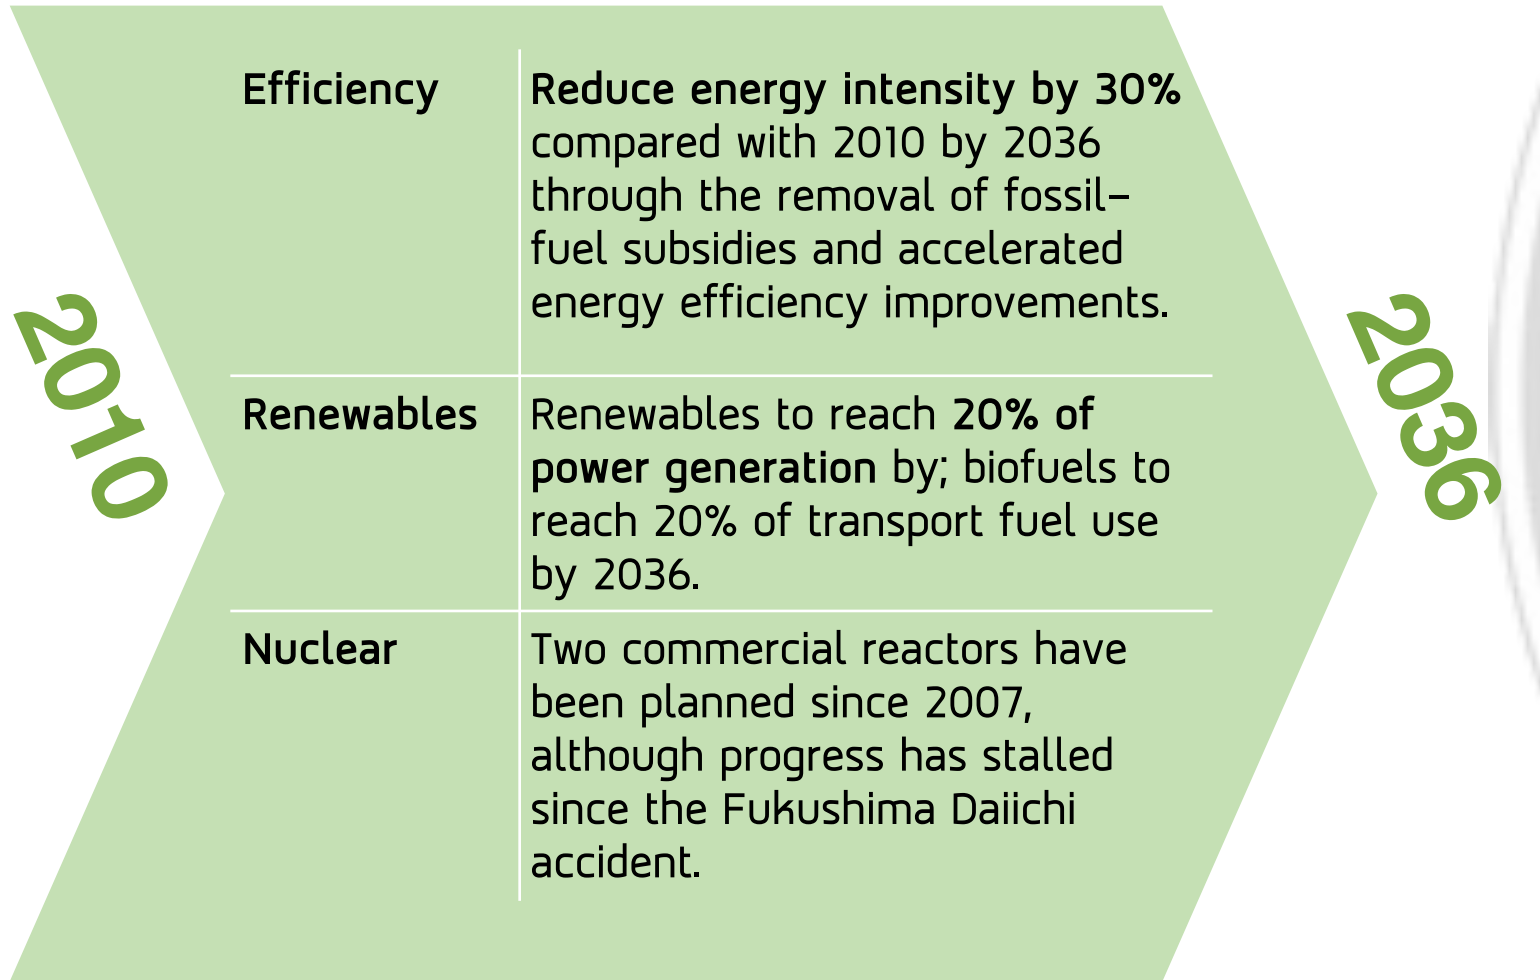 2010
Efficiency
Reduce energy intensity by 30%
compared with 2010 by 2036
through the removal of fossil-
fuel subsidies and accelerated
energy efficiency improvements.
Renewables
Renewables to reach 20% of
power generation by; biofuels to
reach 20% of transport fuel use
by 2036.
Nuclear
Two commercial reactors have
been planned since 2007,
although progress has stalled
since the Fukushima Daiichi
accident.
2036